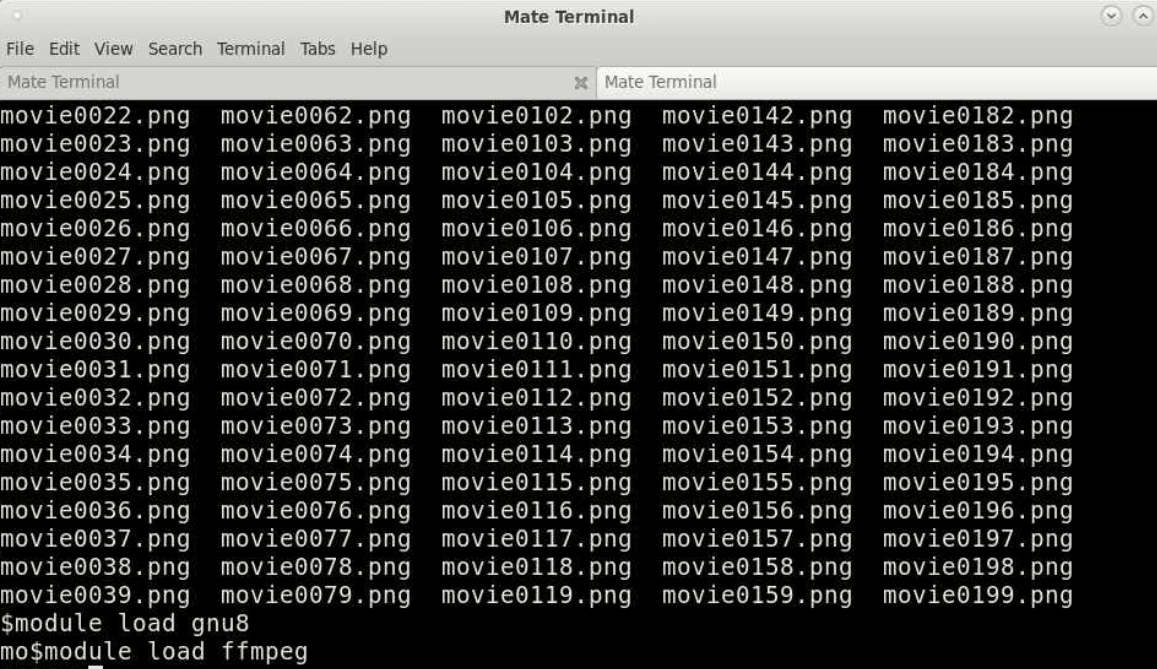 Mate Terminal
File Edit View Search Terminal Tabs Help
Mate Terminal Mate Terminal
movie0022.png movie0062.png movie0102.png movie0142.png movie0182.png
movie0023.png movie0063.png movie0103.png movie0143.png movie0183.png
movie0024.png movie0064.png movie0104.png movie0144.png movie0184.png
movie0025.png movie0065.png movie0105.png movie0145.png movie0185.png
movie0026.png movie0066.png movie0106.png movie0146.png movie0186.png
movie0027.png movie0067.png movie0107.png movie0147.png movie0187.png
movie0028.png movie0068.png movie0108.png movie0148.png movie0188.png
movie0029.png movie0069.png movie0109.png movie0149.png movie0189.png
movie0030.png movie0070.png movie0110.png movie0150.png movie0190.png
movie0031.png movie0071.png movie0111.png movie0151.png movie0191.png
movie0032.png movie0072.png movie0112.png movie0152.png movie0192.png
movie0033.png movie0073.png movie0113.png movie0153.png movie0193.png
movie0034.png movie0074.png movie0114.png movie0154.png movie0194.png
movie0035.png movie0075.png movie0115.png movie0155.png movie0195.png
movie0036.png movie0076.png movie0116.png movie0156.png movie0196.png
movie0037.png movie0077.png movie0117.png movie0157.png movie0197.png
movie0038.png movie0078.png movie0118.png movie0158.png movie0198.png
movie0039.png movie0079.png movie0119.png movie0159.png movie0199.png
$module load gnu8
mo$module load ffmpeg